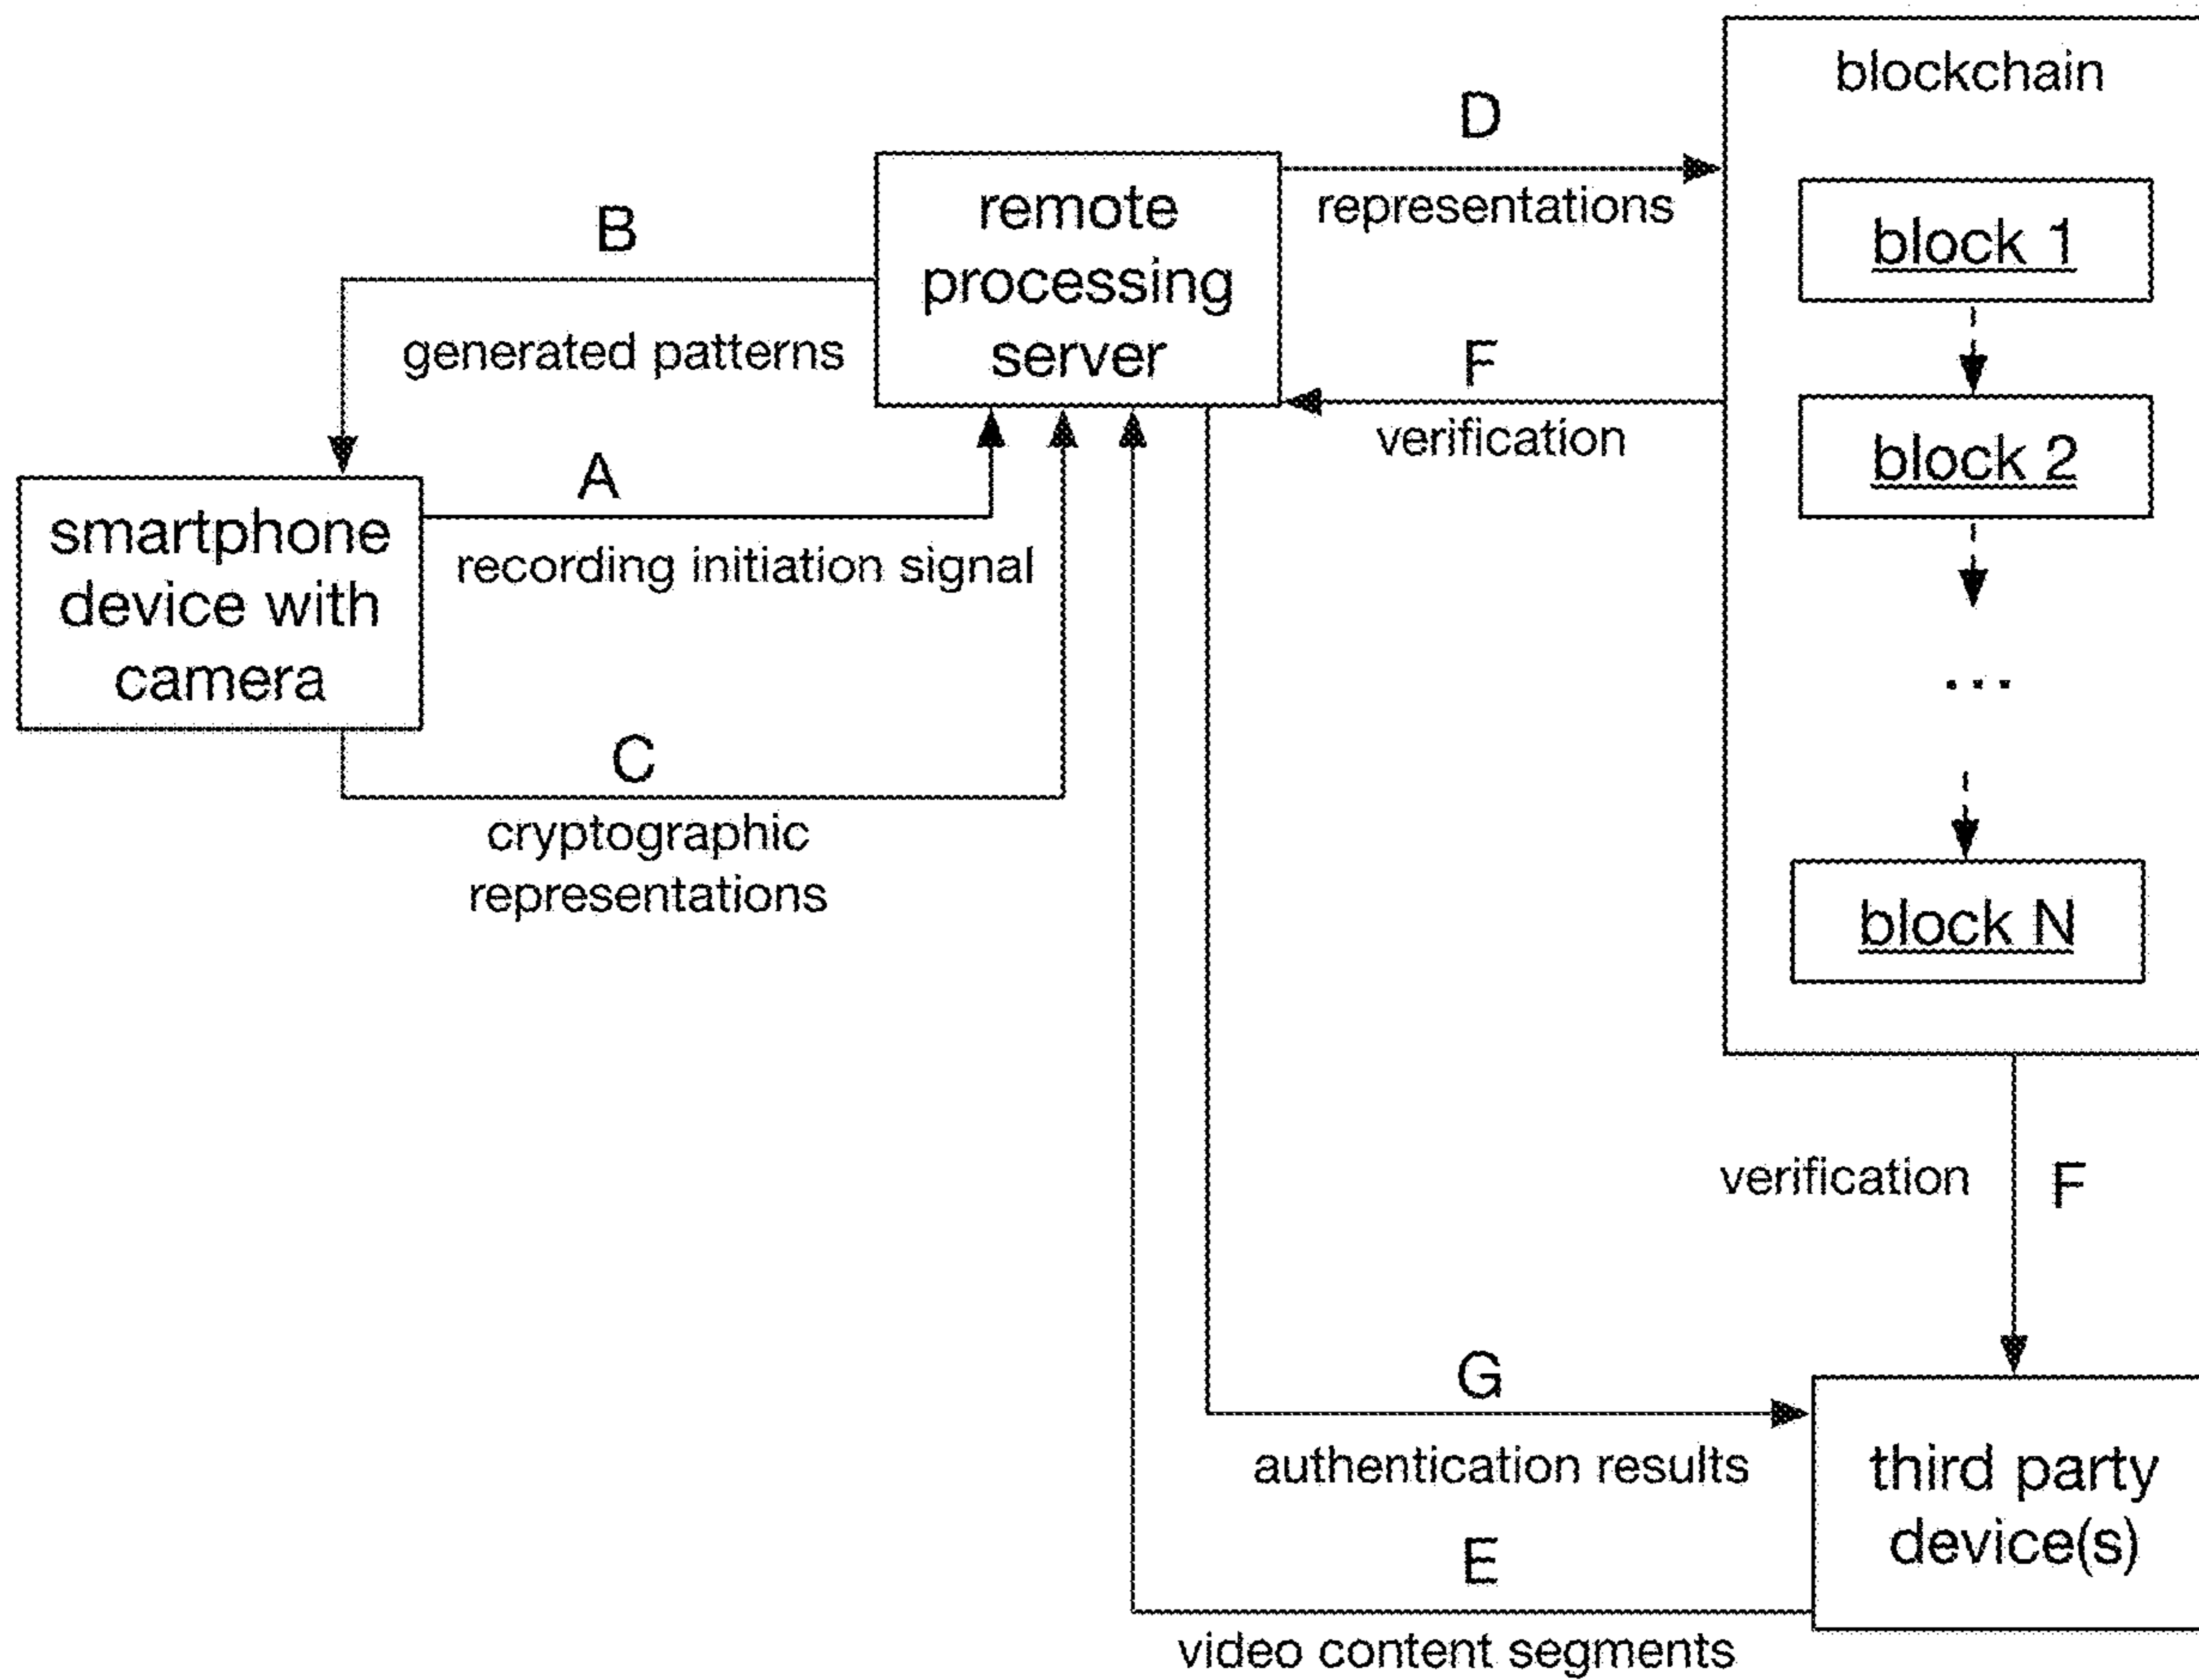 blockchain
D
remote
processing
server
representations
block 1
B
generated patterns
F
verification
block 2
A
smartphone
device with
camera
recording initiation signal
...
C
cryptographic
representations
block N
verification
F
G
authentication results
third party
device(s)
E
video content segments